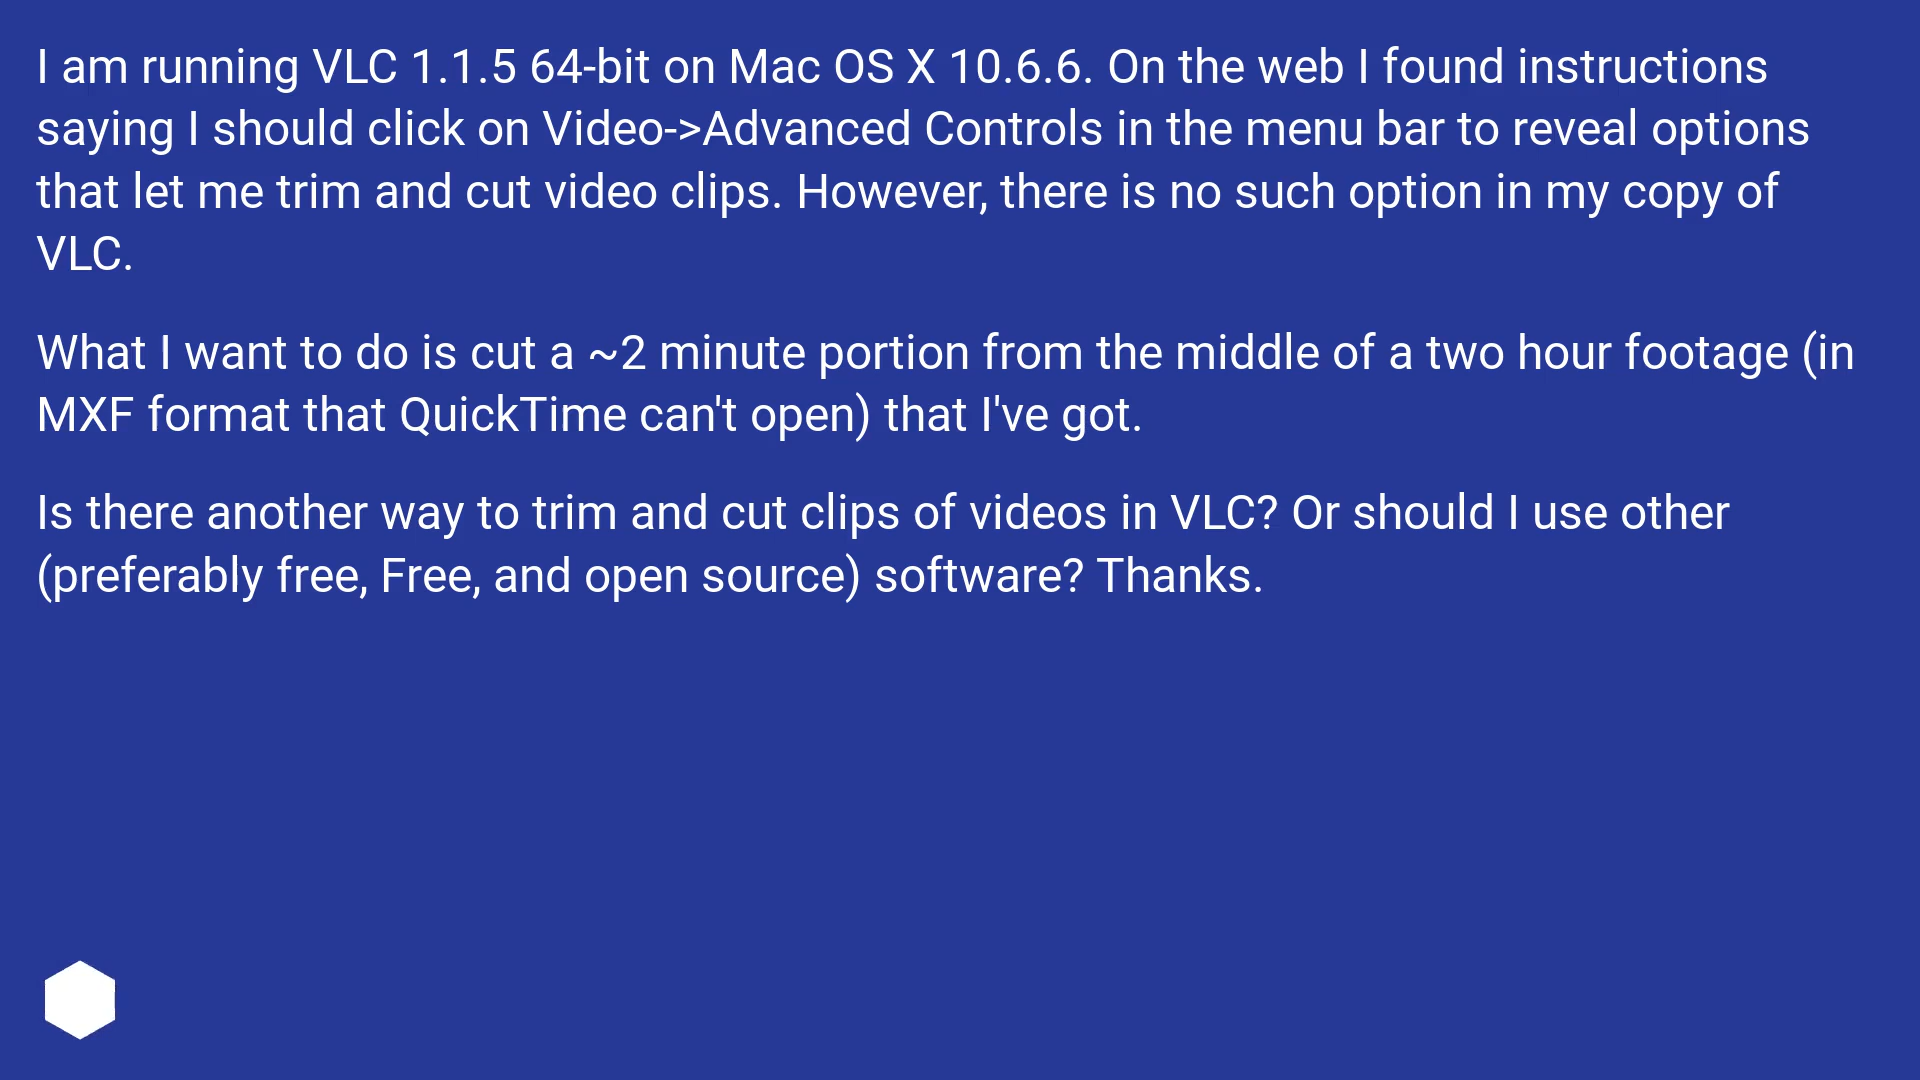 I am running VLC 1.1.5 64-bit on Mac OS X 10.6.6. On the web I found instructions
saying I should click on Video->Advanced Controls in the menu bar to reveal options
that let me trim and cut video clips. However, there is no such option in my copy of
VLC.
What I want to do is cut a ~2 minute portion from the middle of a two hour footage (in
MXF format that QuickTime can't open) that I've got.
Is there another way to trim and cut clips of videos in VLC? Or should I use other
(preferably free, Free, and open source) software? Thanks.